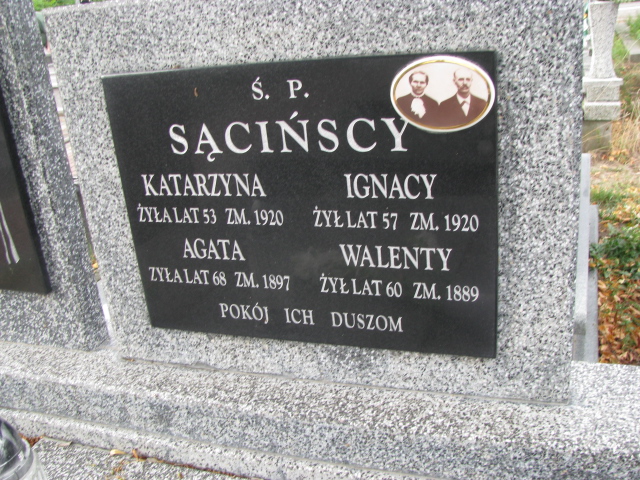 Ś. P.
SĄCIŃSCY
KATARZYNA IGNACY
ŻYŁA LAT 53 ZM. 1920 ŻYŁ LAT 57 ZM. 1920
AGATA WALENTY
ŻYŁA LAT 68 ZM. 1897 ŻYŁ LAT 60 ZM. 1889
POKÓJ ICH DUSZOM